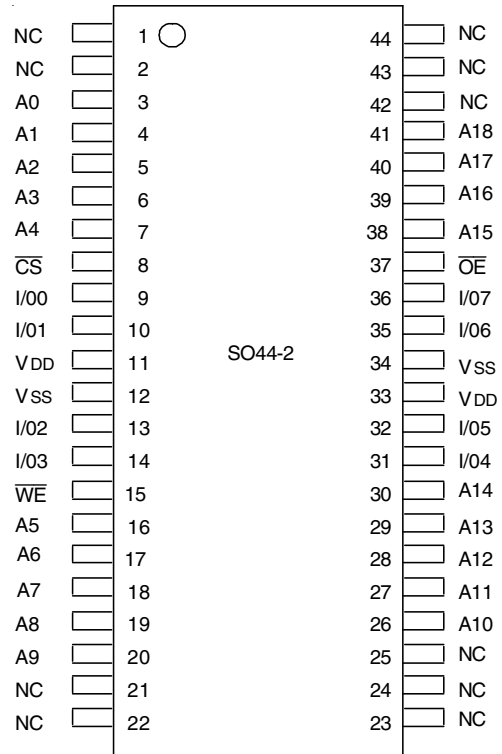 NC 1 44 NC
NC 2 43 NC
A0 3 42 NC
A1 4 41 A18
A2 5 40 A17
A3 6 39 A16
A4 7 38 A15
C̅S̅ 8 37 O̅E̅
I/00 9 36 I/07
I/01 10 35 I/06
VDD 11 SO44-2 34 VSS
VSS 12 33 VDD
I/02 13 32 I/05
I/03 14 31 I/04
W̅E̅ 15 30 A14
A5 16 29 A13
A6 17 28 A12
A7 18 27 A11
A8 19 26 A10
A9 20 25 NC
NC 21 24 NC
NC 22 23 NC